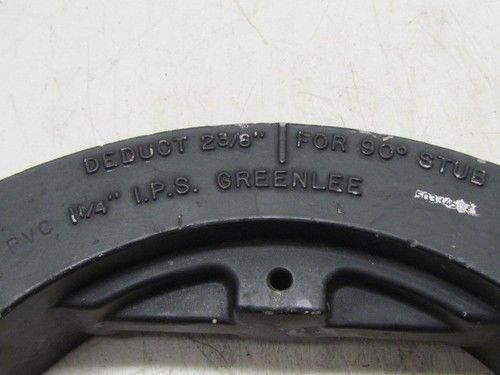 DEDUCT 2 3/8" | FOR 90° STUB
PVC 1 1/4" I.P.S. GREENLEE